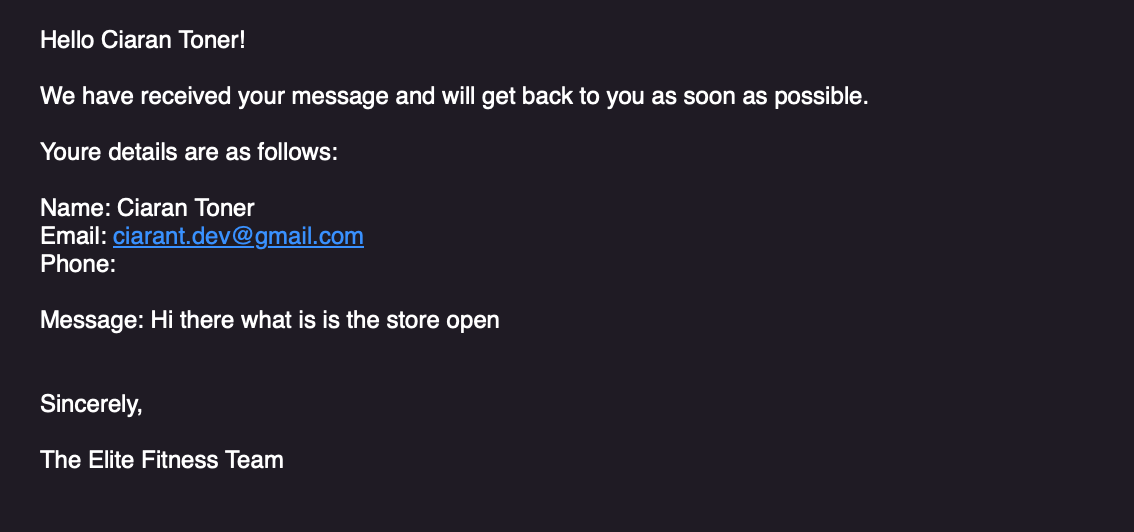 Hello Ciaran Toner!
We have received your message and will get back to you as soon as possible.
Youre details are as follows:
Name: Ciaran Toner
Email: ciarant.dev@gmail.com
Phone:
Message: Hi there what is is the store open
Sincerely,
The Elite Fitness Team